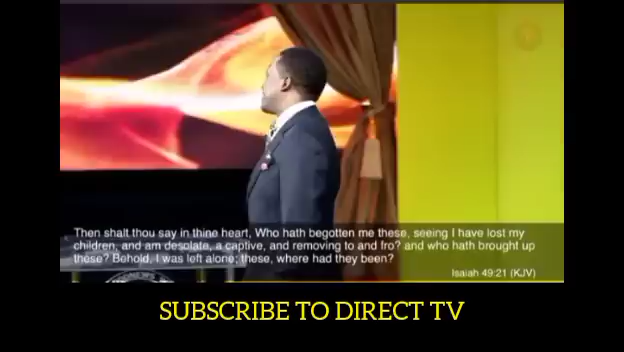 Then shalt thou say in thine heart, Who hath begotten me these, seeing I have lost my
children, and am desolate, a captive, and removing to and fro? and who hath brought up
these? Behold, I was left alone; these, where had they been?
Isaiah 49:21 (KJV)
SUBSCRIBE TO DIRECT TV